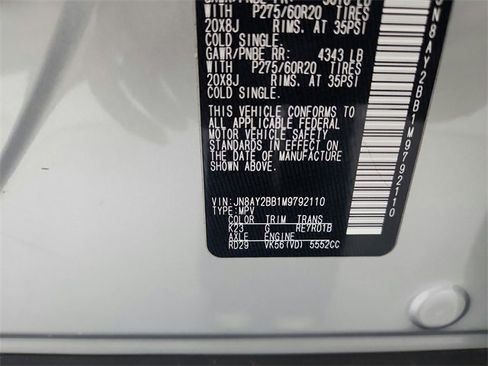 WITH P275/60R20 TIRES
20X8J RIMS. AT 35PSI
COLD SINGLE.
GAWR/PNBE RR: 4343 LB
WITH P275/60R20 TIRES
20X8J RIMS. AT 35PSI
COLD SINGLE.
THIS VEHICLE CONFORMS TO
ALL APPLICABLE FEDERAL
MOTOR VEHICLE SAFETY
STANDARDS IN EFFECT ON
THE DATE OF MANUFACTURE
SHOWN ABOVE.
VIN:JN8AY2BB1M9792110
TYPE:MPV
COLOR TRIM TRANS
K23 G RE7R01B
AXLE ENGINE
RD29 VK56(VD) 5552CC
JN8AY2BB1M9792110